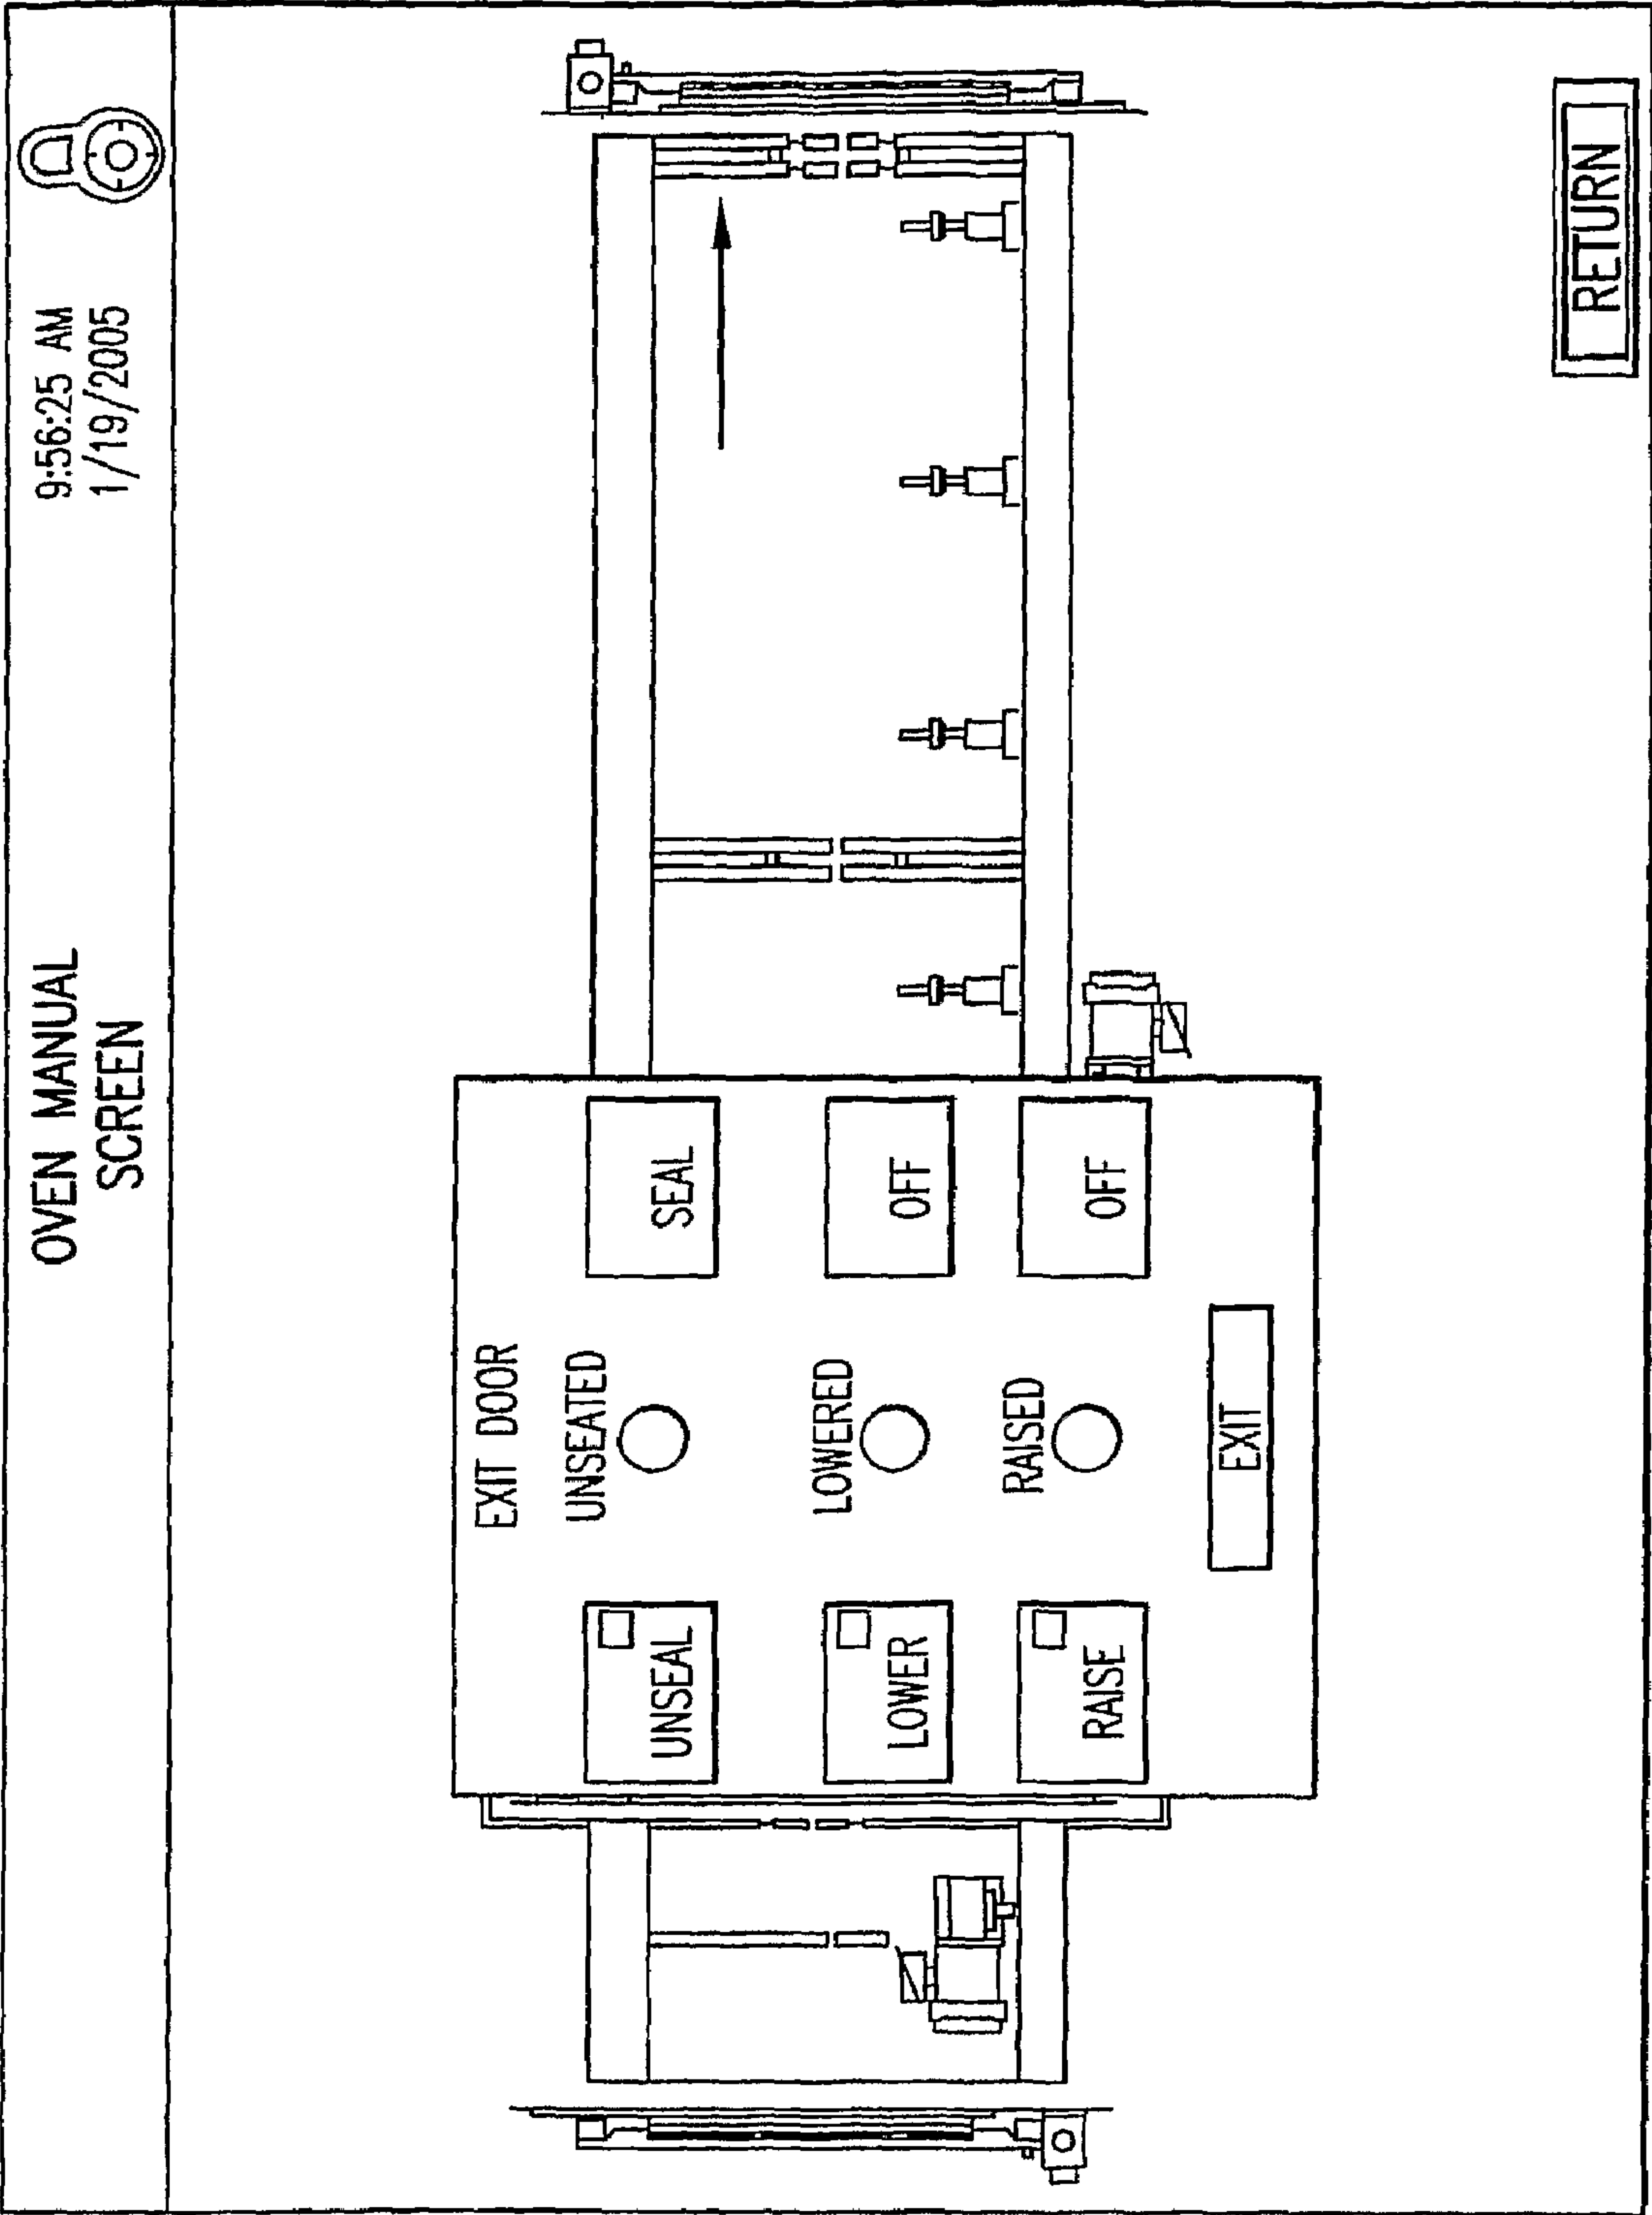 OVEN MANUAL
SCREEN
9:56:25 AM
1/19/2005
EXIT DOOR
UNSEATED
UNSEAL
SEAL
LOWERED
LOWER
OFF
RAISED
RAISE
OFF
EXIT
RETURN